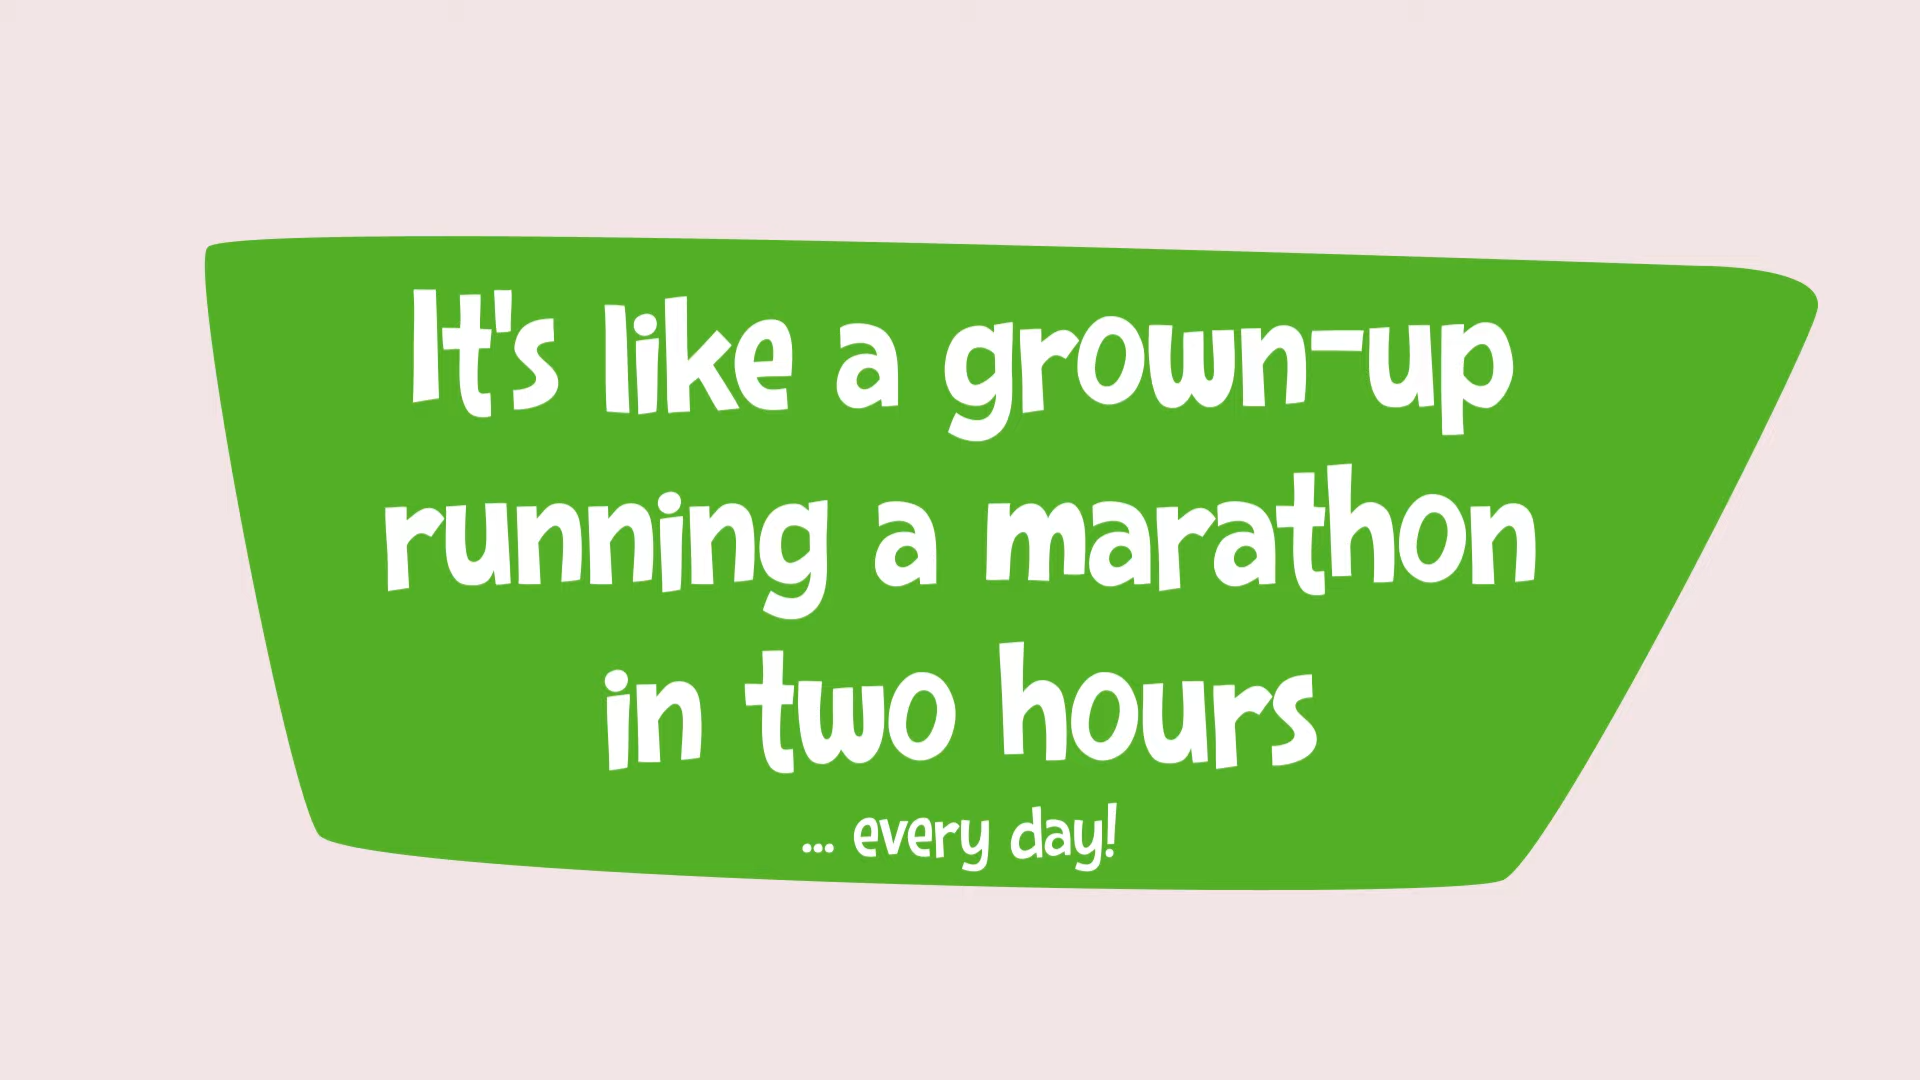 It's like a grown-up
running a marathon
in two hours
... every day!